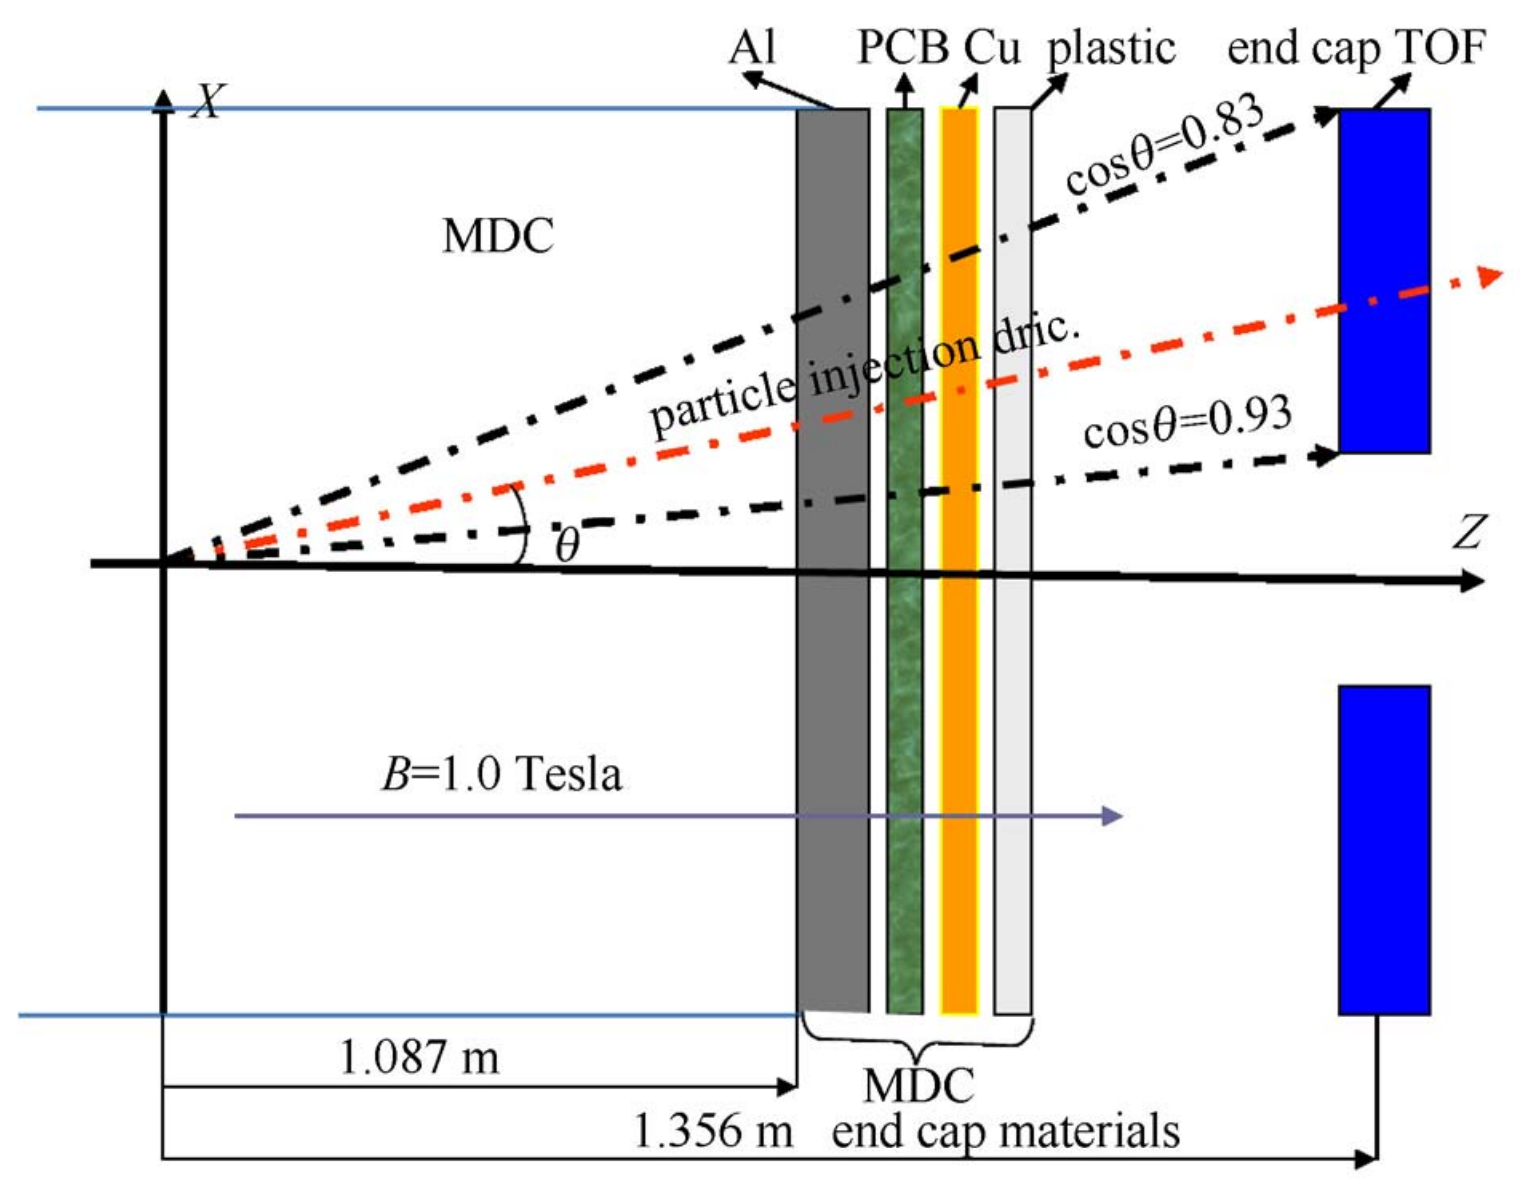 Al PCB Cu plastic end cap TOF
X
cosθ=0.83
MDC
particle injection dric.
cosθ=0.93
θ
Z
B=1.0 Tesla
1.087 m
MDC
1.356 m end cap materials